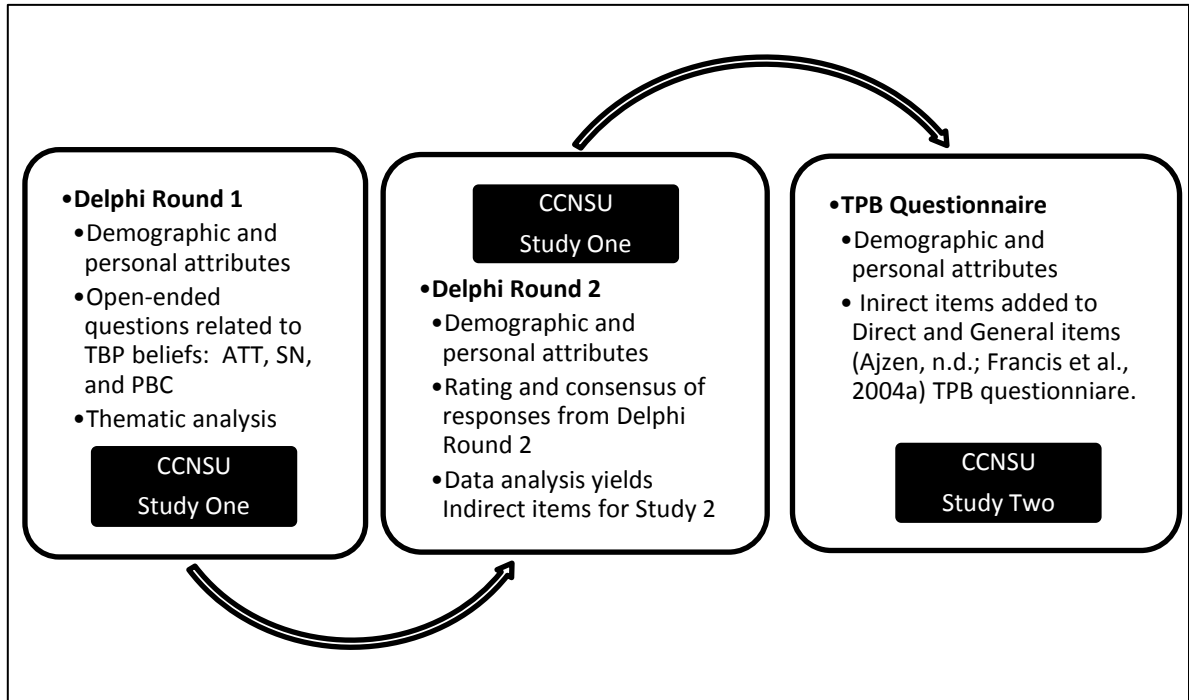 •Delphi Round 1
•Demographic and
personal attributes
•Open-ended
questions related to
TBP beliefs: ATT, SN,
and PBC
•Thematic analysis
CCNSU
Study One
CCNSU
Study One
•Delphi Round 2
•Demographic and
personal attributes
•Rating and consensus of
responses from Delphi
Round 2
•Data analysis yields
Indirect items for Study 2
•TPB Questionnaire
•Demographic and
personal attributes
• Inirect items added to
Direct and General items
(Ajzen, n.d.; Francis et al.,
2004a) TPB questionniare.
CCNSU
Study Two